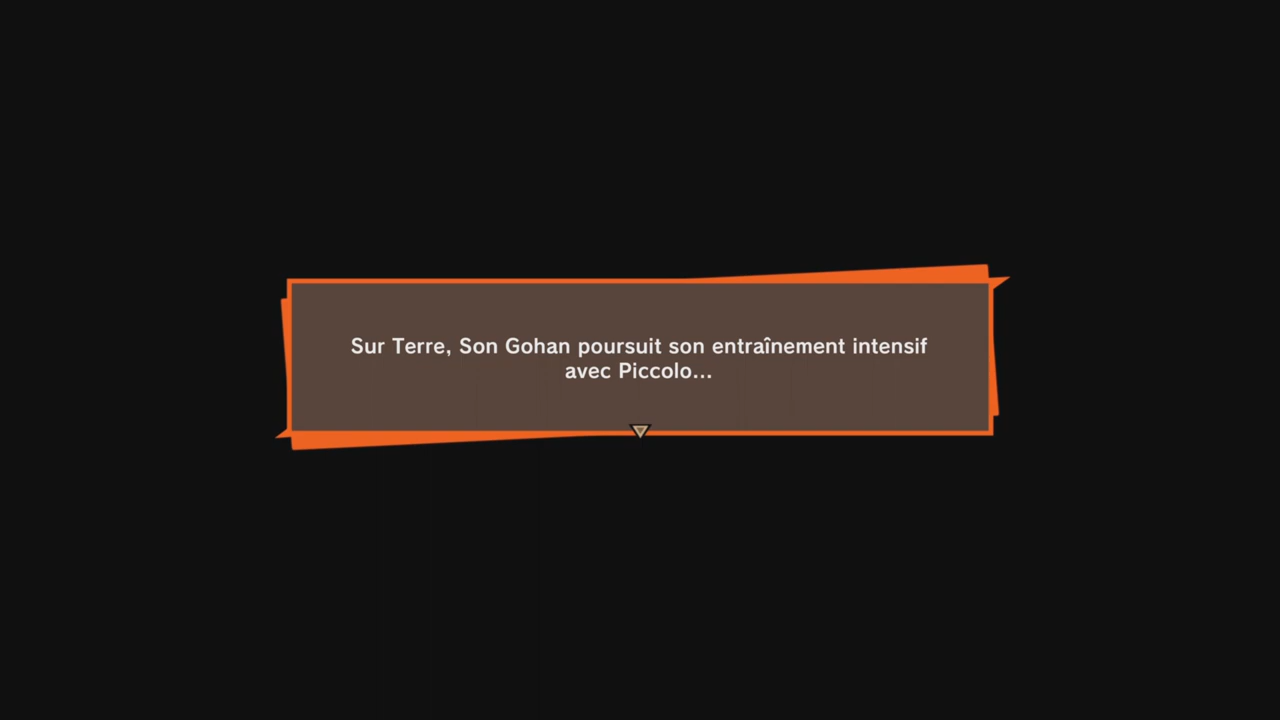 Sur Terre, Son Gohan poursuit son entraînement intensif
avec Piccolo...